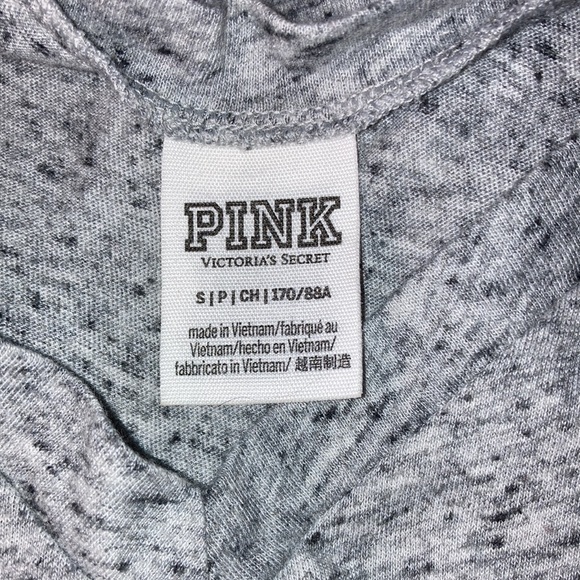 PINK
VICTORIA'S SECRET
S | P | CH | 170/88A
made in Vietnam/fabriqué au
Vietnam/hecho en Vietnam/
fabbricato in Vietnam/ 越南制造